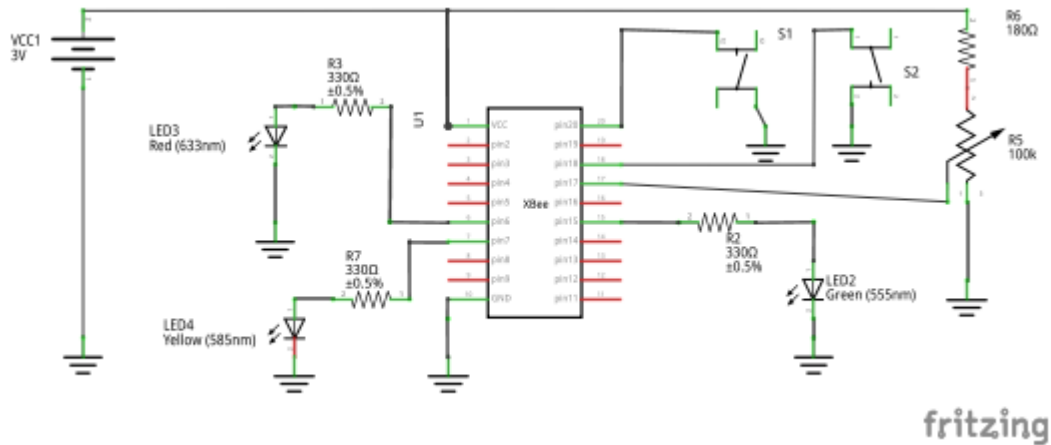 VCC1
3V
R3
330Ω
±0.5%
LED3
Red (633nm)
R7
330Ω
±0.5%
LED4
Yellow (585nm)
U1
XBee
VCC
pin2
pin3
pin4
pin5
pin6
pin7
pin8
pin9
GND
pin20
pin19
pin18
pin17
pin16
pin15
pin14
pin13
pin12
pin11
S1
S2
R6
180Ω
R5
100k
R2
330Ω
±0.5%
LED2
Green (555nm)
fritzing